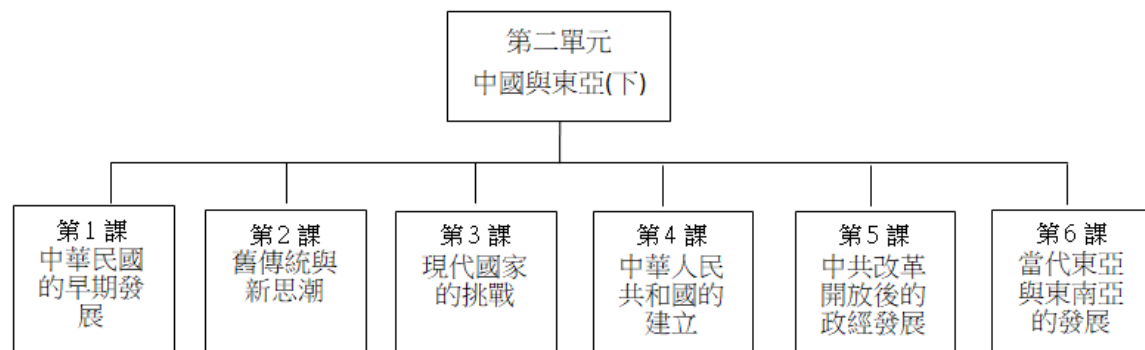 第二單元
中國與東亞(下)
第1課
中華民國
的早期發
展
第2課
舊傳統與
新思潮
第3課
現代國家
的挑戰
第4課
中華人民
共和國的
建立
第5課
中共改革
開放後的
政經發展
第6課
當代東亞
與東南亞
的發展